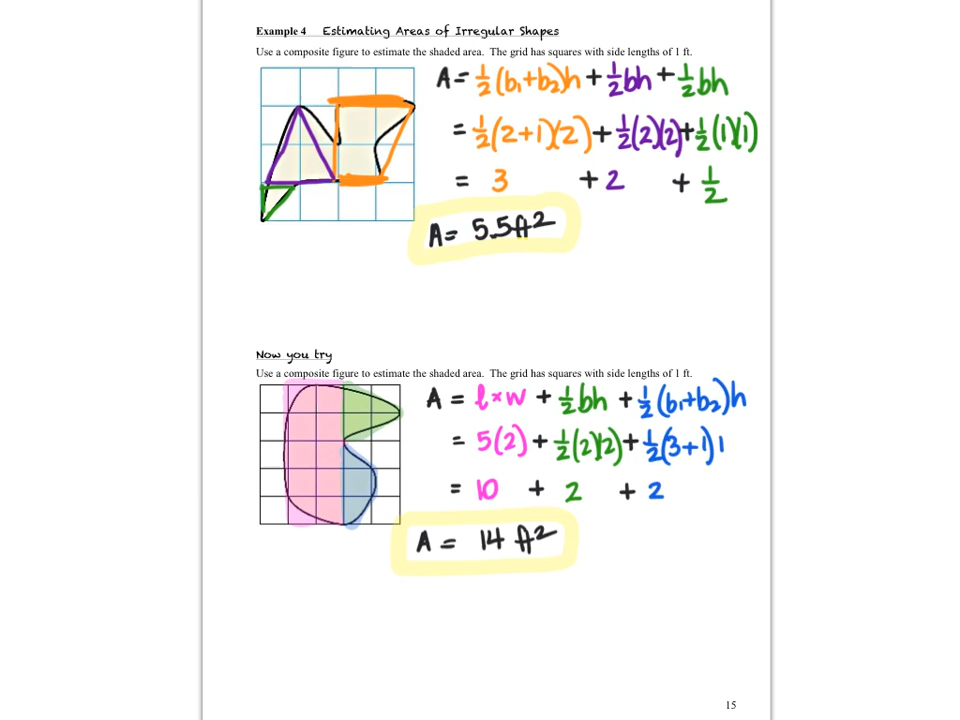 Example 4 Estimating Areas of Irregular Shapes
Use a composite figure to estimate the shaded area. The grid has squares with side lengths of 1 ft.
A = ½(b₁+b₂)h + ½bh + ½bh
= ½(2+1)(2) + ½(2)(2) + ½(1)(1)
= 3 + 2 + ½
A = 5.5ft²
Now you try
Use a composite figure to estimate the shaded area. The grid has squares with side lengths of 1 ft.
A = l×w + ½bh + ½(b₁+b₂)h
= 5(2) + ½(2)(2) + ½(3+1)1
= 10 + 2 + 2
A = 14 ft²
15